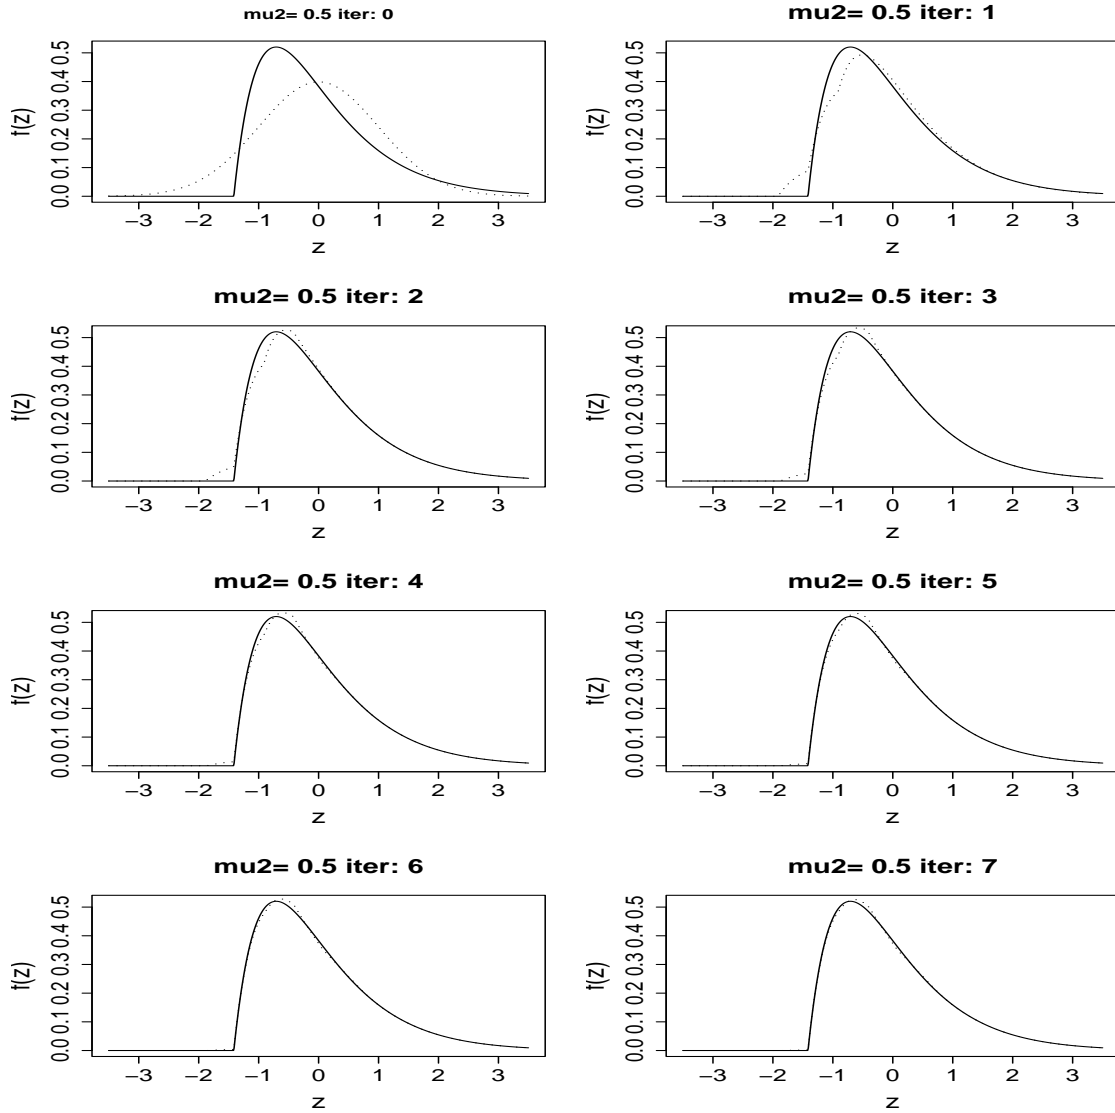 mu2= 0.5 iter: 0
f(z)
0.0 0.1 0.2 0.3 0.4 0.5
−3 −2 −1 0 1 2 3
z
mu2= 0.5 iter: 1
f(z)
0.0 0.1 0.2 0.3 0.4 0.5
−3 −2 −1 0 1 2 3
z
mu2= 0.5 iter: 2
f(z)
0.0 0.1 0.2 0.3 0.4 0.5
−3 −2 −1 0 1 2 3
z
mu2= 0.5 iter: 3
f(z)
0.0 0.1 0.2 0.3 0.4 0.5
−3 −2 −1 0 1 2 3
z
mu2= 0.5 iter: 4
f(z)
0.0 0.1 0.2 0.3 0.4 0.5
−3 −2 −1 0 1 2 3
z
mu2= 0.5 iter: 5
f(z)
0.0 0.1 0.2 0.3 0.4 0.5
−3 −2 −1 0 1 2 3
z
mu2= 0.5 iter: 6
f(z)
0.0 0.1 0.2 0.3 0.4 0.5
−3 −2 −1 0 1 2 3
z
mu2= 0.5 iter: 7
f(z)
0.0 0.1 0.2 0.3 0.4 0.5
−3 −2 −1 0 1 2 3
z